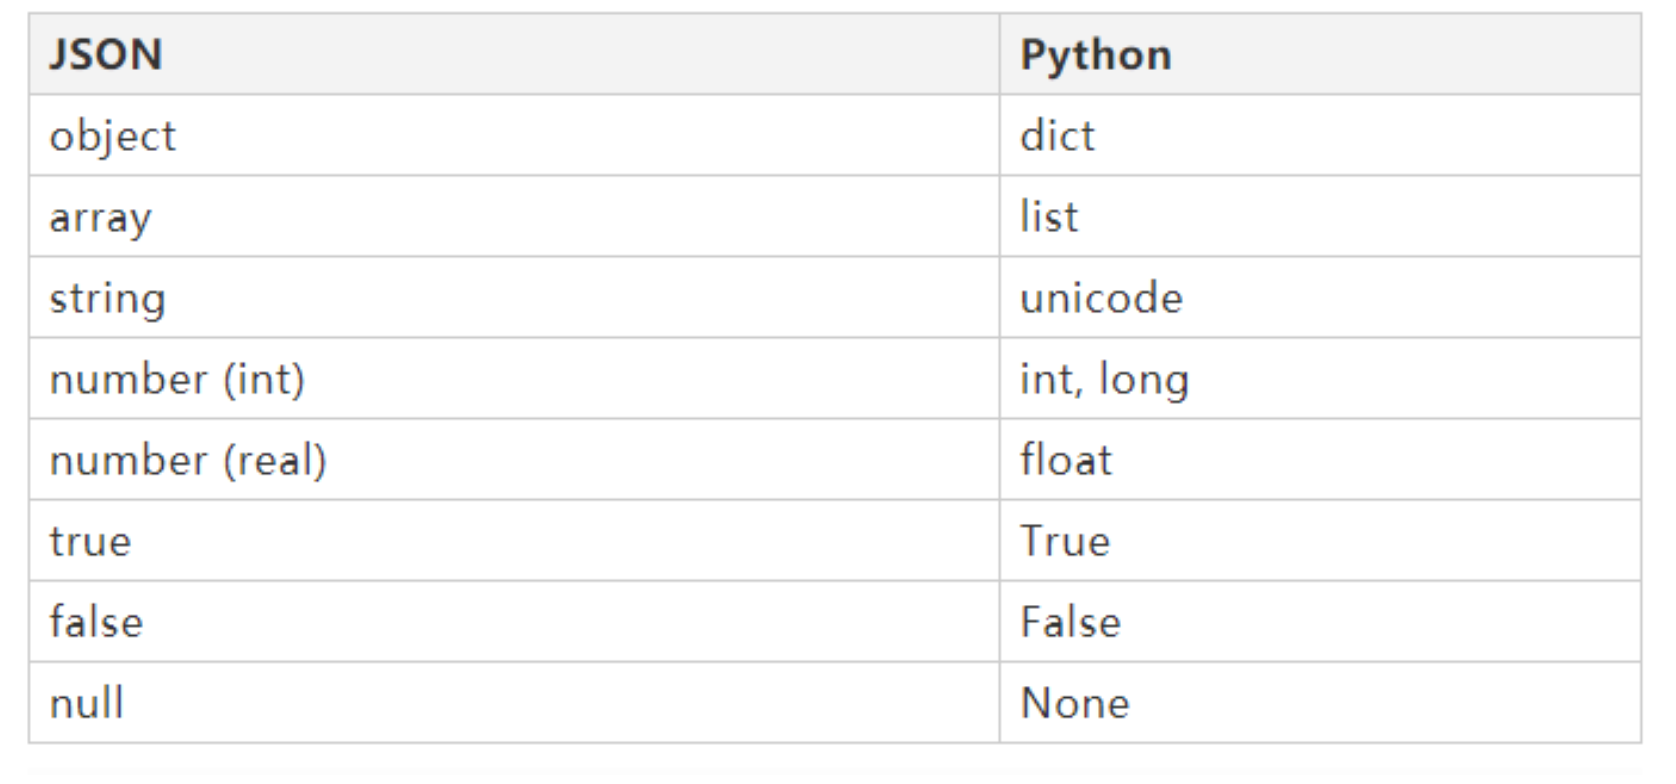 JSON Python
object dict
array list
string unicode
number (int) int, long
number (real) float
true True
false False
null None